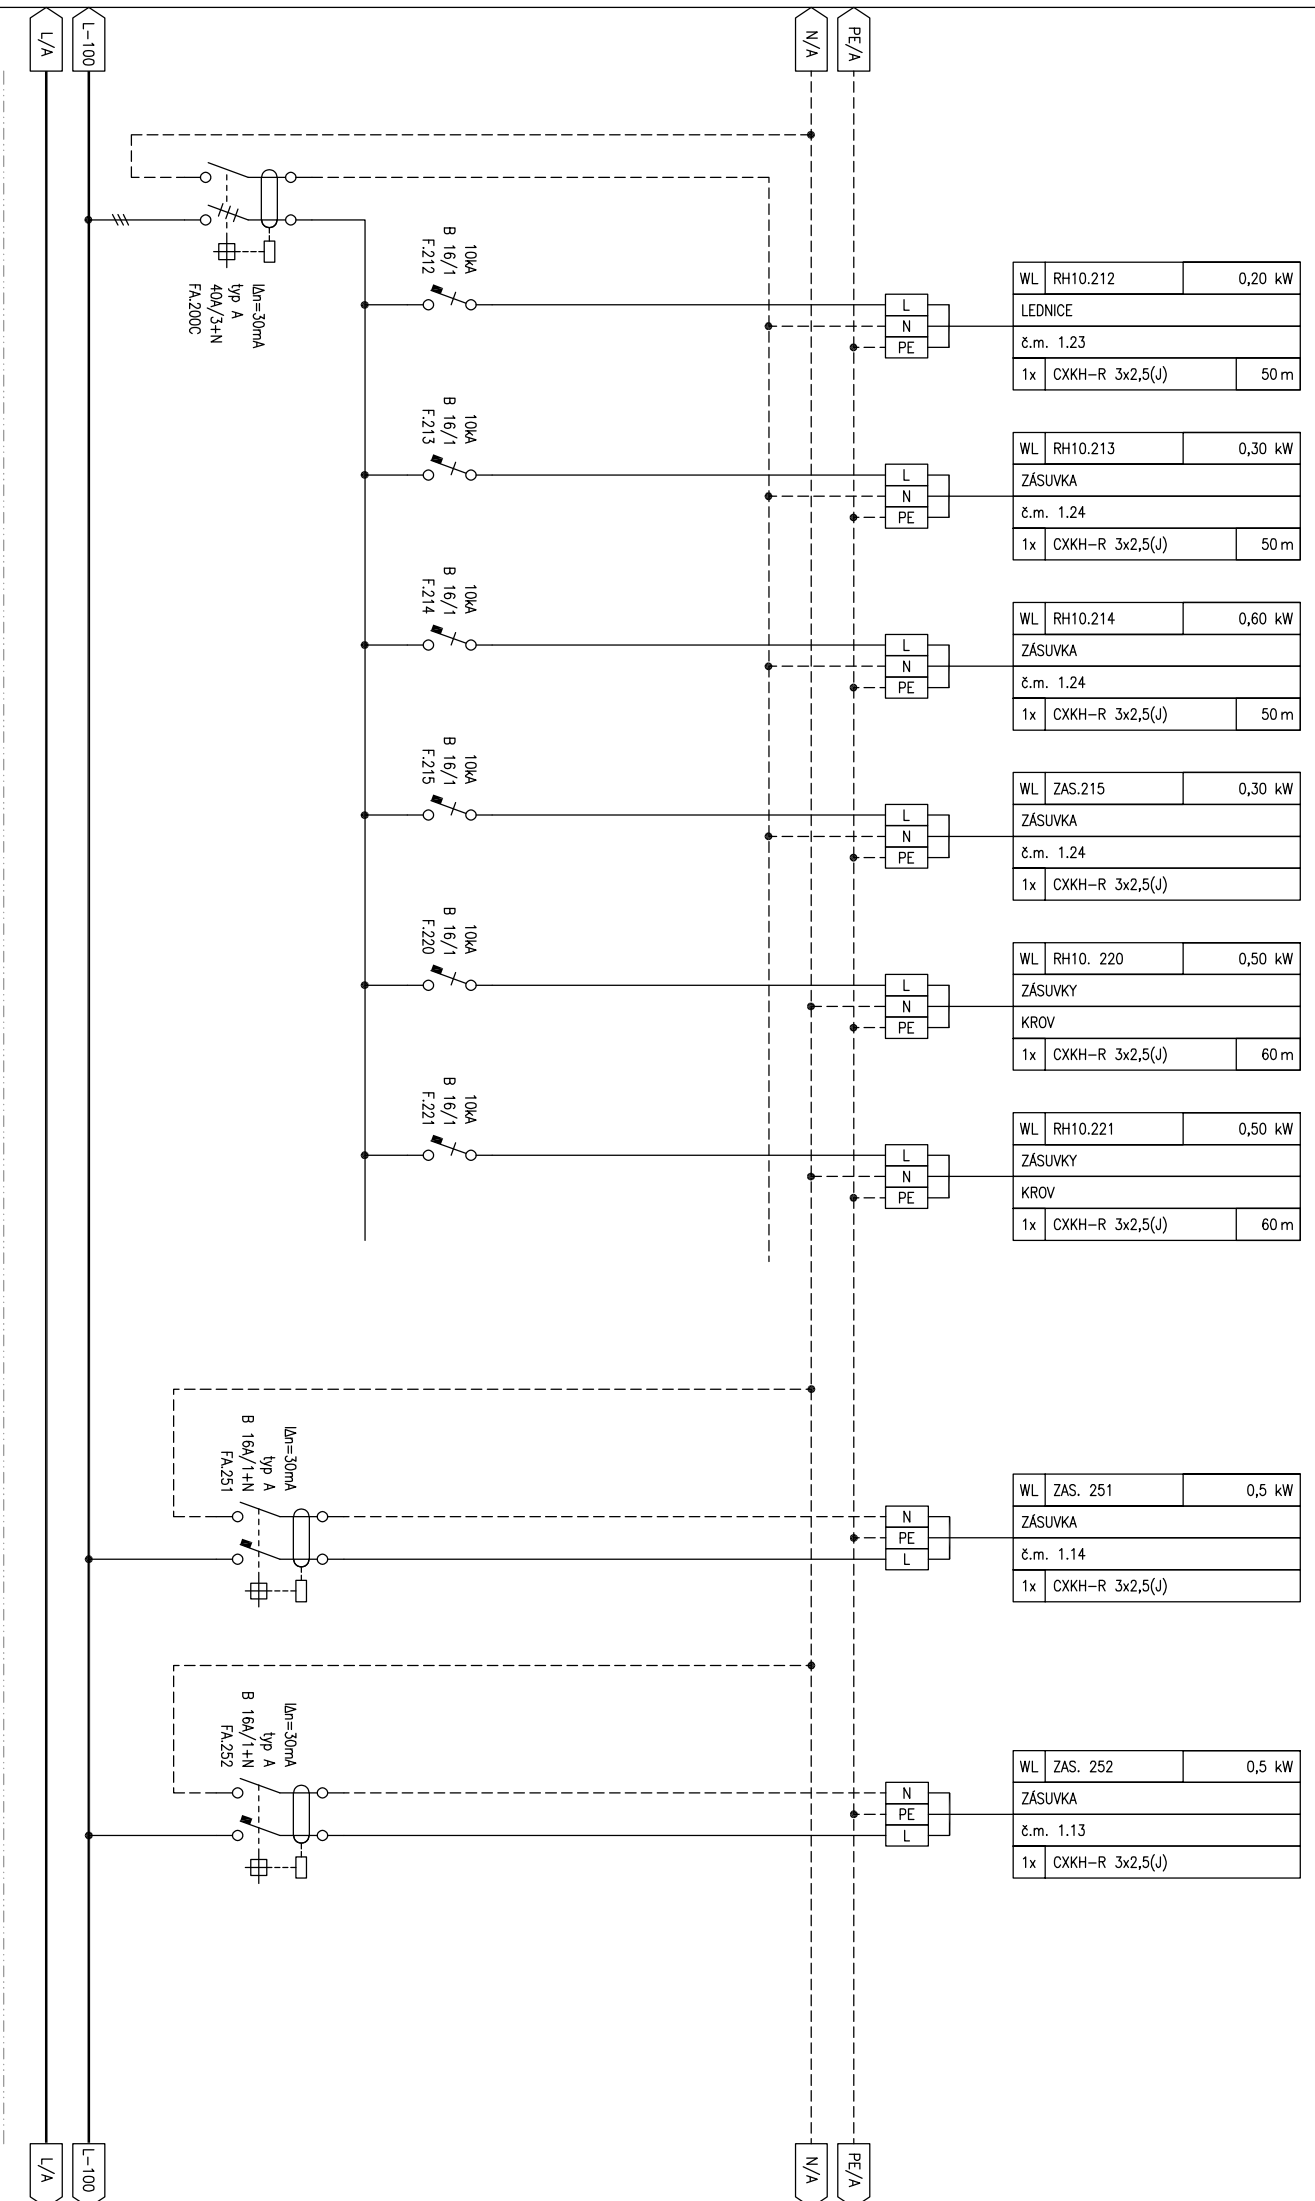 L/A
L-100
N/A
PE/A
IΔn=30mA
typ A
40A/3+N
FA.200C
10kA
B 16/1
F.212
L
N
PE
WL RH10.212 0,20 kW
LEDNICE
č.m. 1.23
1x CXKH-R 3x2,5(J) 50 m
10kA
B 16/1
F.213
L
N
PE
WL RH10.213 0,30 kW
ZÁSUVKA
č.m. 1.24
1x CXKH-R 3x2,5(J) 50 m
10kA
B 16/1
F.214
L
N
PE
WL RH10.214 0,60 kW
ZÁSUVKA
č.m. 1.24
1x CXKH-R 3x2,5(J) 50 m
10kA
B 16/1
F.215
L
N
PE
WL ZAS.215 0,30 kW
ZÁSUVKA
č.m. 1.24
1x CXKH-R 3x2,5(J)
10kA
B 16/1
F.220
L
N
PE
WL RH10. 220 0,50 kW
ZÁSUVKY
KROV
1x CXKH-R 3x2,5(J) 60 m
10kA
B 16/1
F.221
L
N
PE
WL RH10.221 0,50 kW
ZÁSUVKY
KROV
1x CXKH-R 3x2,5(J) 60 m
IΔn=30mA
typ A
B 16A/1+N
FA.251
N
PE
L
WL ZAS. 251 0,5 kW
ZÁSUVKA
č.m. 1.14
1x CXKH-R 3x2,5(J)
IΔn=30mA
typ A
B 16A/1+N
FA.252
N
PE
L
WL ZAS. 252 0,5 kW
ZÁSUVKA
č.m. 1.13
1x CXKH-R 3x2,5(J)
L/A
L-100
N/A
PE/A